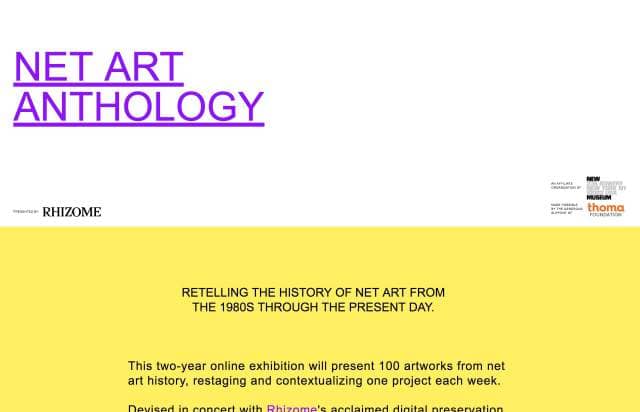 NET ART
ANTHOLOGY
PRESENTED BY RHIZOME
AN AFFILIATE
ORGANIZATION OF
NEW
MUSEUM
MADE POSSIBLE
BY THE GENEROUS
SUPPORT OF
thoma
FOUNDATION
RETELLING THE HISTORY OF NET ART FROM
THE 1980S THROUGH THE PRESENT DAY.
This two-year online exhibition will present 100 artworks from net
art history, restaging and contextualizing one project each week.
Devised in concert with Rhizome's acclaimed digital preservation